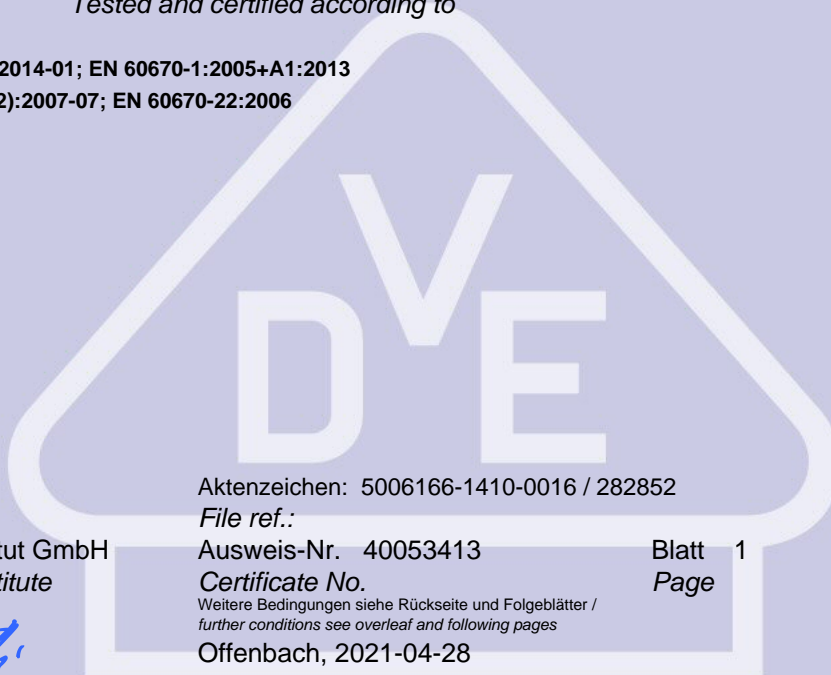 Tested and certified according to
2014-01; EN 60670-1:2005+A1:2013
2):2007-07; EN 60670-22:2006
VDE
Aktenzeichen: 5006166-1410-0016 / 282852
File ref.:
tut GmbH Ausweis-Nr. 40053413 Blatt 1
titute Certificate No. Page
Weitere Bedingungen siehe Rückseite und Folgeblätter /
further conditions see overleaf and following pages
Offenbach, 2021-04-28